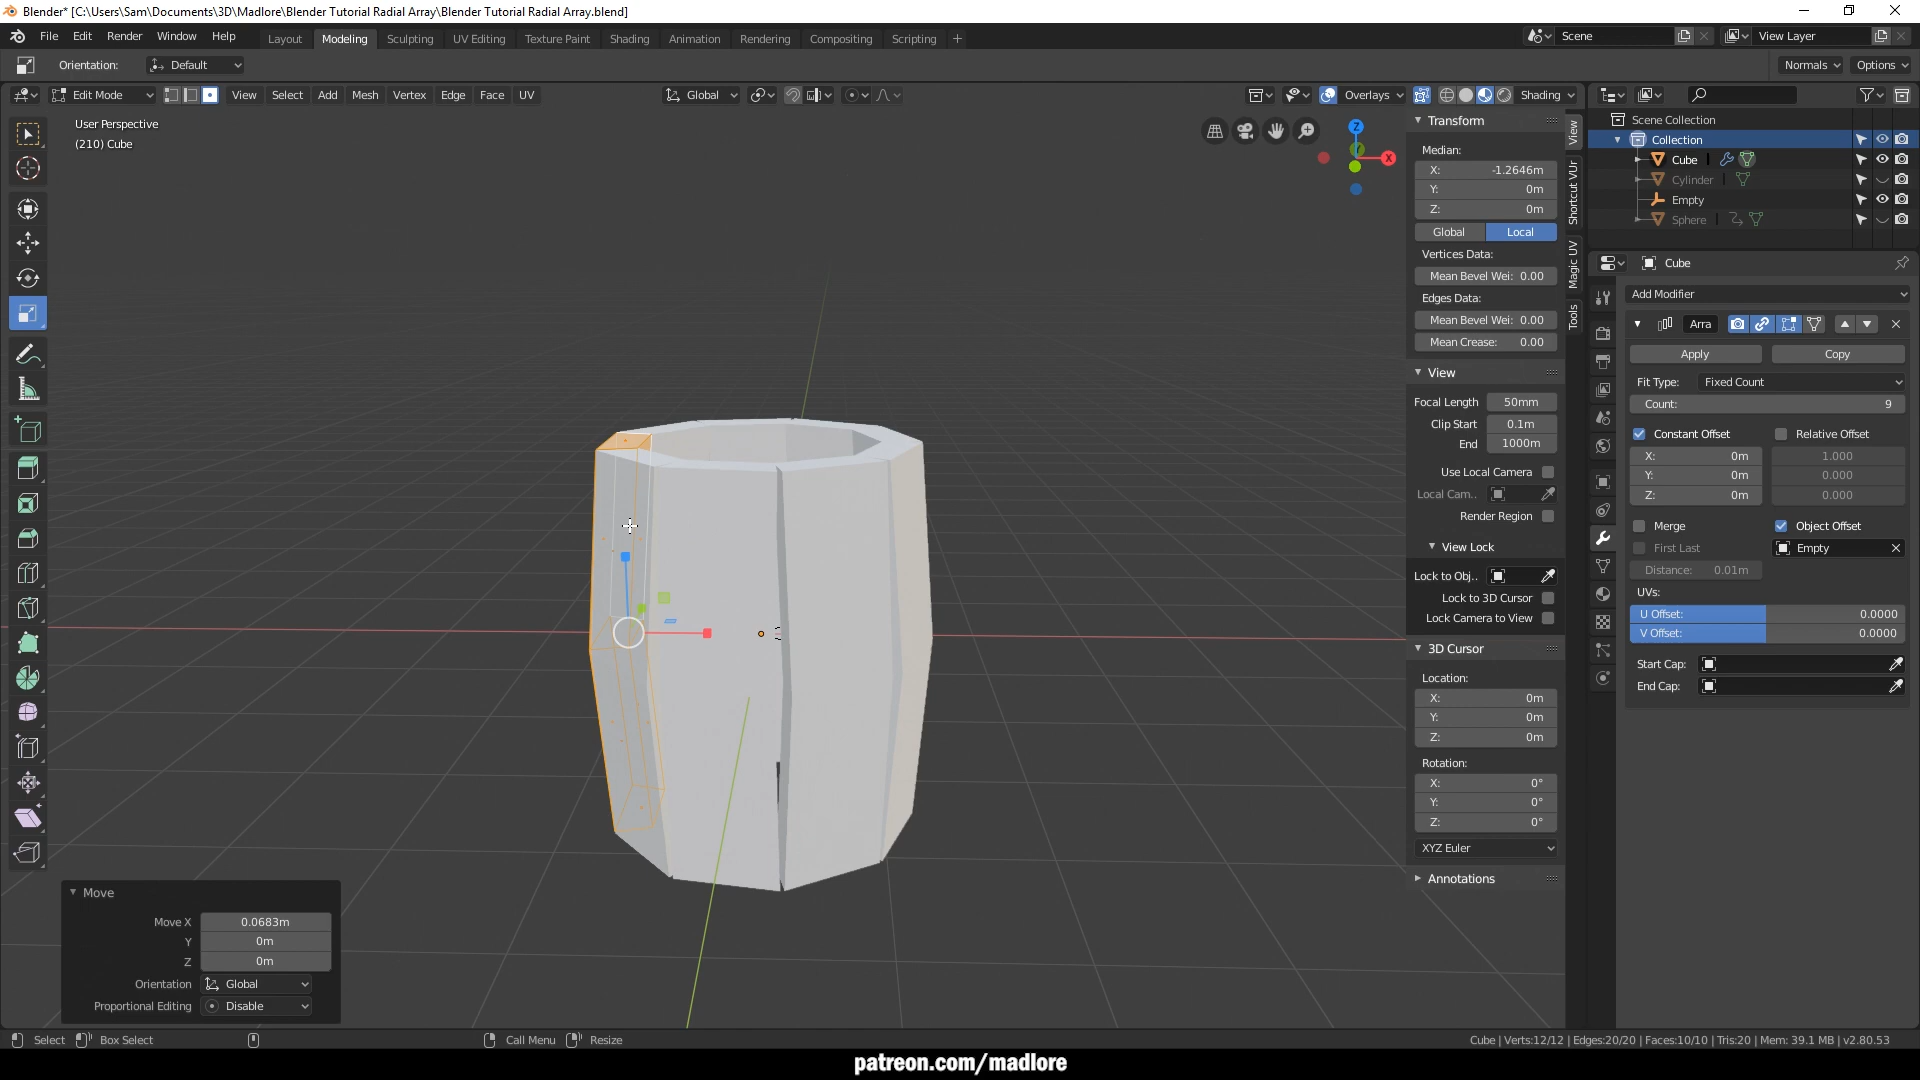 Blender* [C:\Users\Sam\Documents\3D\Madlore\Blender Tutorial Radial Array\Blender Tutorial Radial Array.blend]
File Edit Render Window Help Layout Modeling Sculpting UV Editing Texture Paint Shading Animation Rendering Compositing Scripting + Scene View Layer
Orientation: Default Normals Options
Edit Mode View Select Add Mesh Vertex Edge Face UV Global Overlays Shading
User Perspective
(210) Cube
Z
Y
X
Transform
Median:
X: -1.2646m
Y: 0m
Z: 0m
Global Local
Vertices Data:
Mean Bevel Wei: 0.00
Edges Data:
Mean Bevel Wei: 0.00
Mean Crease: 0.00
View
Focal Length 50mm
Clip Start 0.1m
End 1000m
Use Local Camera
Local Cam..
Render Region
View Lock
Lock to Obj..
Lock to 3D Cursor
Lock Camera to View
3D Cursor
Location:
X: 0m
Y: 0m
Z: 0m
Rotation:
X: 0°
Y: 0°
Z: 0°
XYZ Euler
Annotations
View
Shortcut VUr
Magic UV
Tools
Scene Collection
Collection
Cube
Cylinder
Empty
Sphere
Cube
Add Modifier
Arra
Apply Copy
Fit Type: Fixed Count
Count: 9
Constant Offset Relative Offset
X: 0m 1.000
Y: 0m 0.000
Z: 0m 0.000
Merge Object Offset
First Last Empty
Distance: 0.01m
UVs:
U Offset: 0.0000
V Offset: 0.0000
Start Cap:
End Cap:
Move
Move X 0.0683m
Y 0m
Z 0m
Orientation Global
Proportional Editing Disable
Select Box Select Call Menu Resize Cube | Verts:12/12 | Edges:20/20 | Faces:10/10 | Tris:20 | Mem: 39.1 MB | v2.80.53
patreon.com/madlore